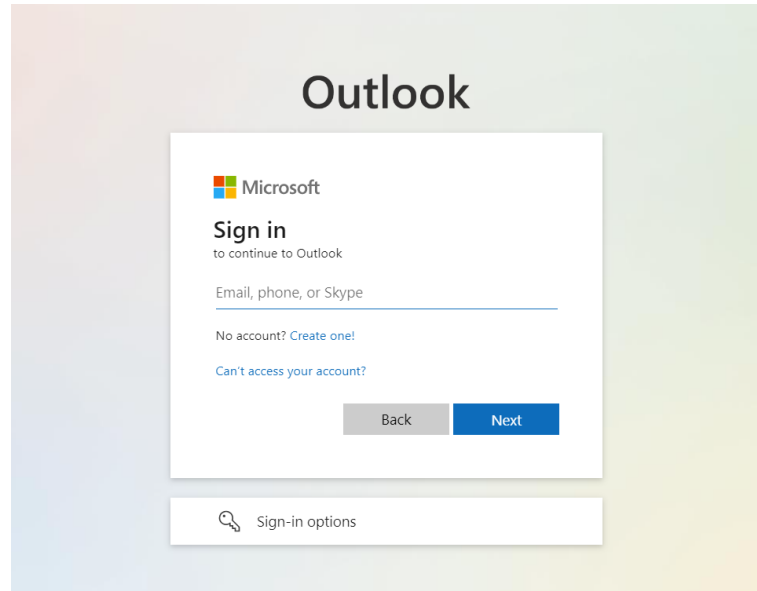 Outlook
Microsoft
Sign in
to continue to Outlook
Email, phone, or Skype
No account? Create one!
Can't access your account?
Back
Next
Sign-in options